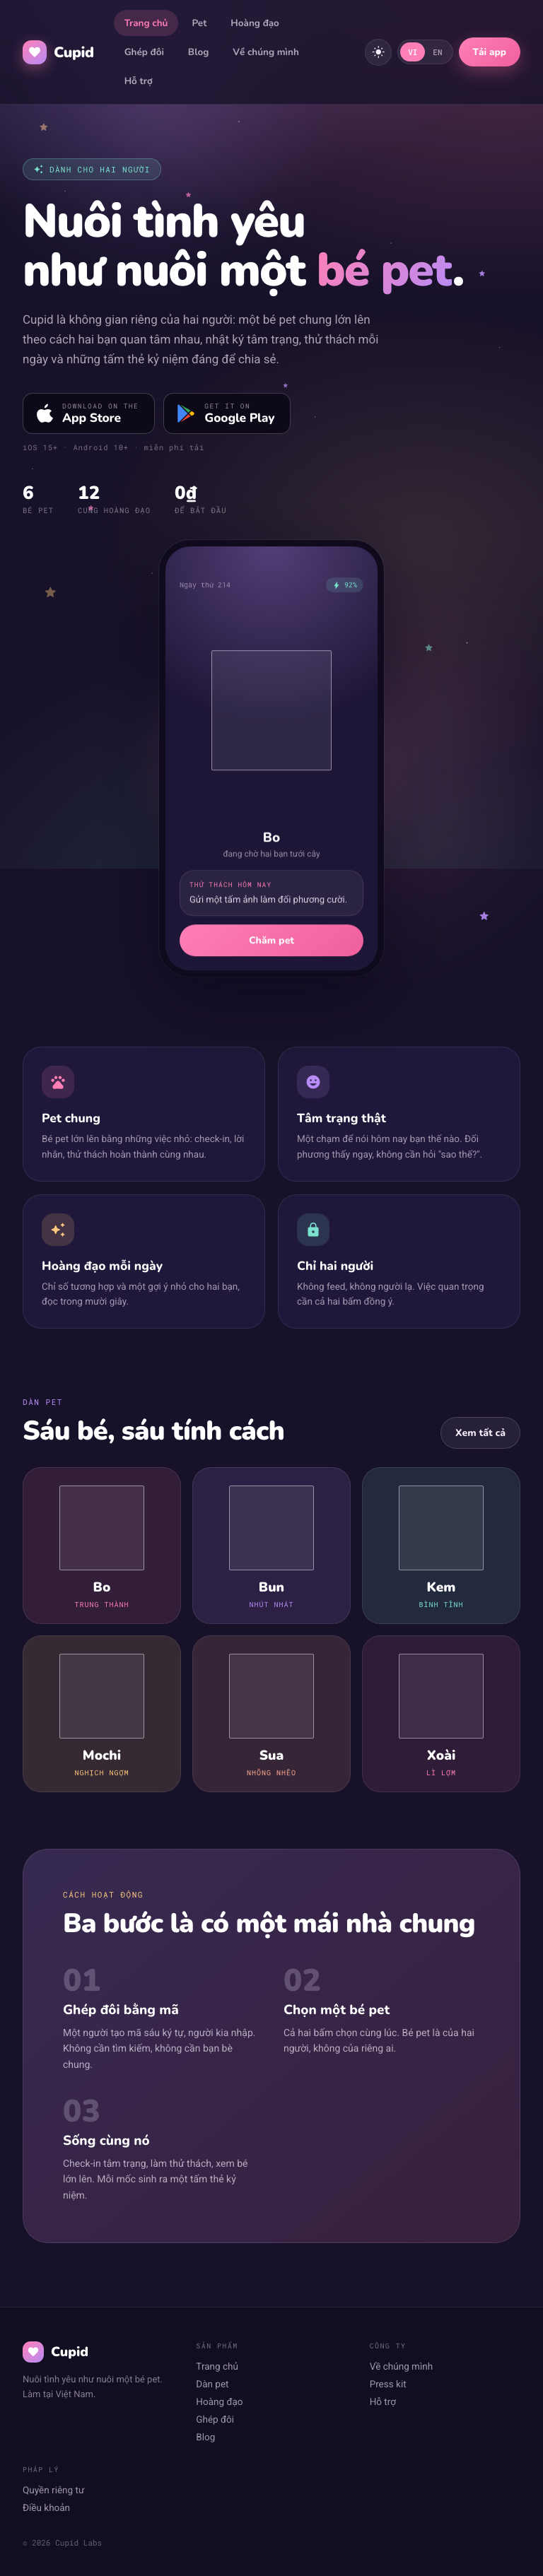 Cupid
Trang chủ
Pet
Hoàng đạo
Ghép đôi
Blog
Về chúng mình
Hỗ trợ
VI
EN
Tải app
DÀNH CHO HAI NGƯỜI
Nuôi tình yêu
như nuôi một bé pet.
Cupid là không gian riêng của hai người: một bé pet chung lớn lên
theo cách hai bạn quan tâm nhau, nhật ký tâm trạng, thử thách mỗi
ngày và những tấm thẻ kỷ niệm đáng để chia sẻ.
DOWNLOAD ON THE
App Store
GET IT ON
Google Play
iOS 15+ · Android 10+ · miễn phí tải
6
BÉ PET
12
CUNG HOÀNG ĐẠO
0₫
ĐỂ BẮT ĐẦU
Ngày thứ 214
92%
Bo
đang chờ hai bạn tưới cây
THỬ THÁCH HÔM NAY
Gửi một tấm ảnh làm đối phương cười.
Chăm pet
Pet chung
Bé pet lớn lên bằng những việc nhỏ: check-in, lời
nhắn, thử thách hoàn thành cùng nhau.
Tâm trạng thật
Một chạm để nói hôm nay bạn thế nào. Đối
phương thấy ngay, không cần hỏi "sao thế?".
Hoàng đạo mỗi ngày
Chỉ số tương hợp và một gợi ý nhỏ cho hai bạn,
đọc trong mười giây.
Chỉ hai người
Không feed, không người lạ. Việc quan trọng
cần cả hai bấm đồng ý.
DÀN PET
Sáu bé, sáu tính cách
Xem tất cả
Bo
TRUNG THÀNH
Bun
NHÚT NHÁT
Kem
BÌNH TĨNH
Mochi
NGHỊCH NGỢM
Sua
NHÕNG NHẼO
Xoài
LÌ LỢM
CÁCH HOẠT ĐỘNG
Ba bước là có một mái nhà chung
01
Ghép đôi bằng mã
Một người tạo mã sáu ký tự, người kia nhập.
Không cần tìm kiếm, không cần bạn bè
chung.
02
Chọn một bé pet
Cả hai bấm chọn cùng lúc. Bé pet là của hai
người, không của riêng ai.
03
Sống cùng nó
Check-in tâm trạng, làm thử thách, xem bé
lớn lên. Mỗi mốc sinh ra một tấm thẻ kỷ
niệm.
Cupid
Nuôi tình yêu như nuôi một bé pet.
Làm tại Việt Nam.
SẢN PHẨM
Trang chủ
Dàn pet
Hoàng đạo
Ghép đôi
Blog
CÔNG TY
Về chúng mình
Press kit
Hỗ trợ
PHÁP LÝ
Quyền riêng tư
Điều khoản
© 2026 Cupid Labs